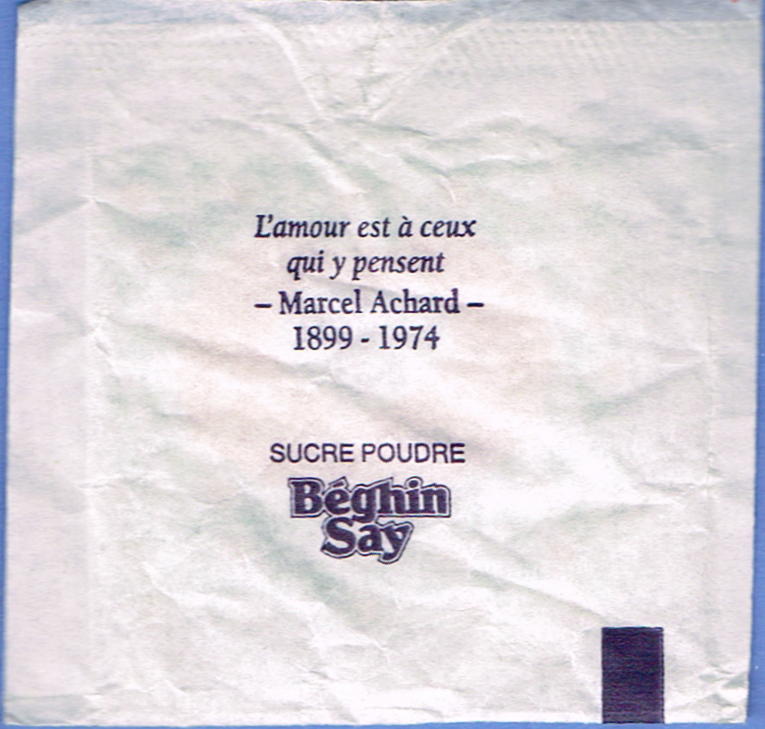 L'amour est à ceux
qui y pensent
– Marcel Achard –
1899 - 1974
SUCRE POUDRE
Béghin
Say